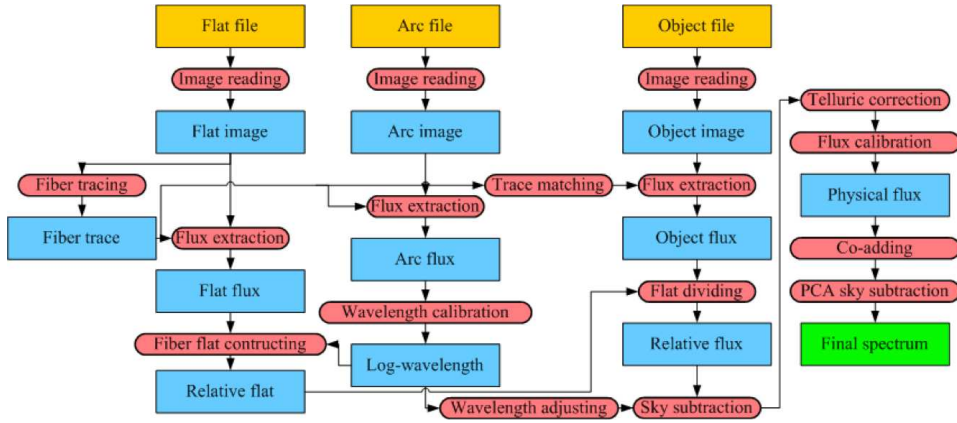 Flat file
Arc file
Object file
Image reading
Image reading
Image reading
Telluric correction
Flat image
Arc image
Object image
Flux calibration
Fiber tracing
Trace matching
Flux extraction
Physical flux
Flux extraction
Fiber trace
Flux extraction
Object flux
Co-adding
Arc flux
Flat flux
Flat dividing
PCA sky subtraction
Wavelength calibration
Fiber flat contructing
Relative flux
Final spectrum
Log-wavelength
Relative flat
Wavelength adjusting
Sky subtraction